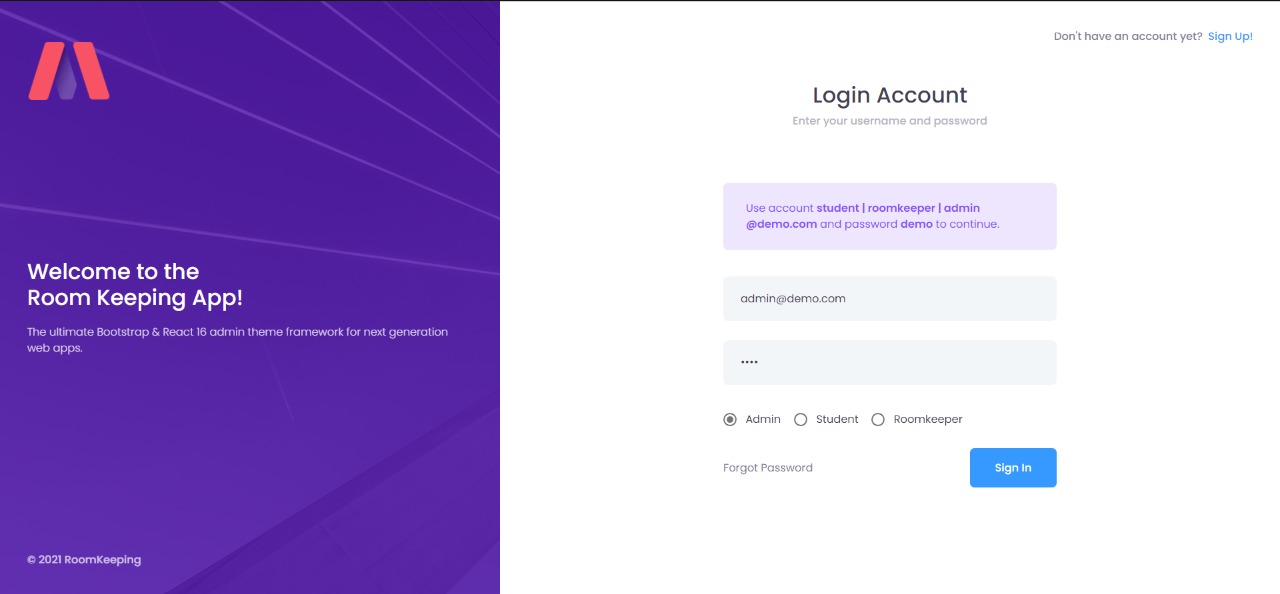 Don't have an account yet? Sign Up!
Login Account
Enter your username and password
Use account student | roomkeeper | admin
@demo.com and password demo to continue.
admin@demo.com
••••
Admin Student Roomkeeper
Forgot Password
Sign In
Welcome to the
Room Keeping App!
The ultimate Bootstrap & React 16 admin theme framework for next generation
web apps.
© 2021 RoomKeeping